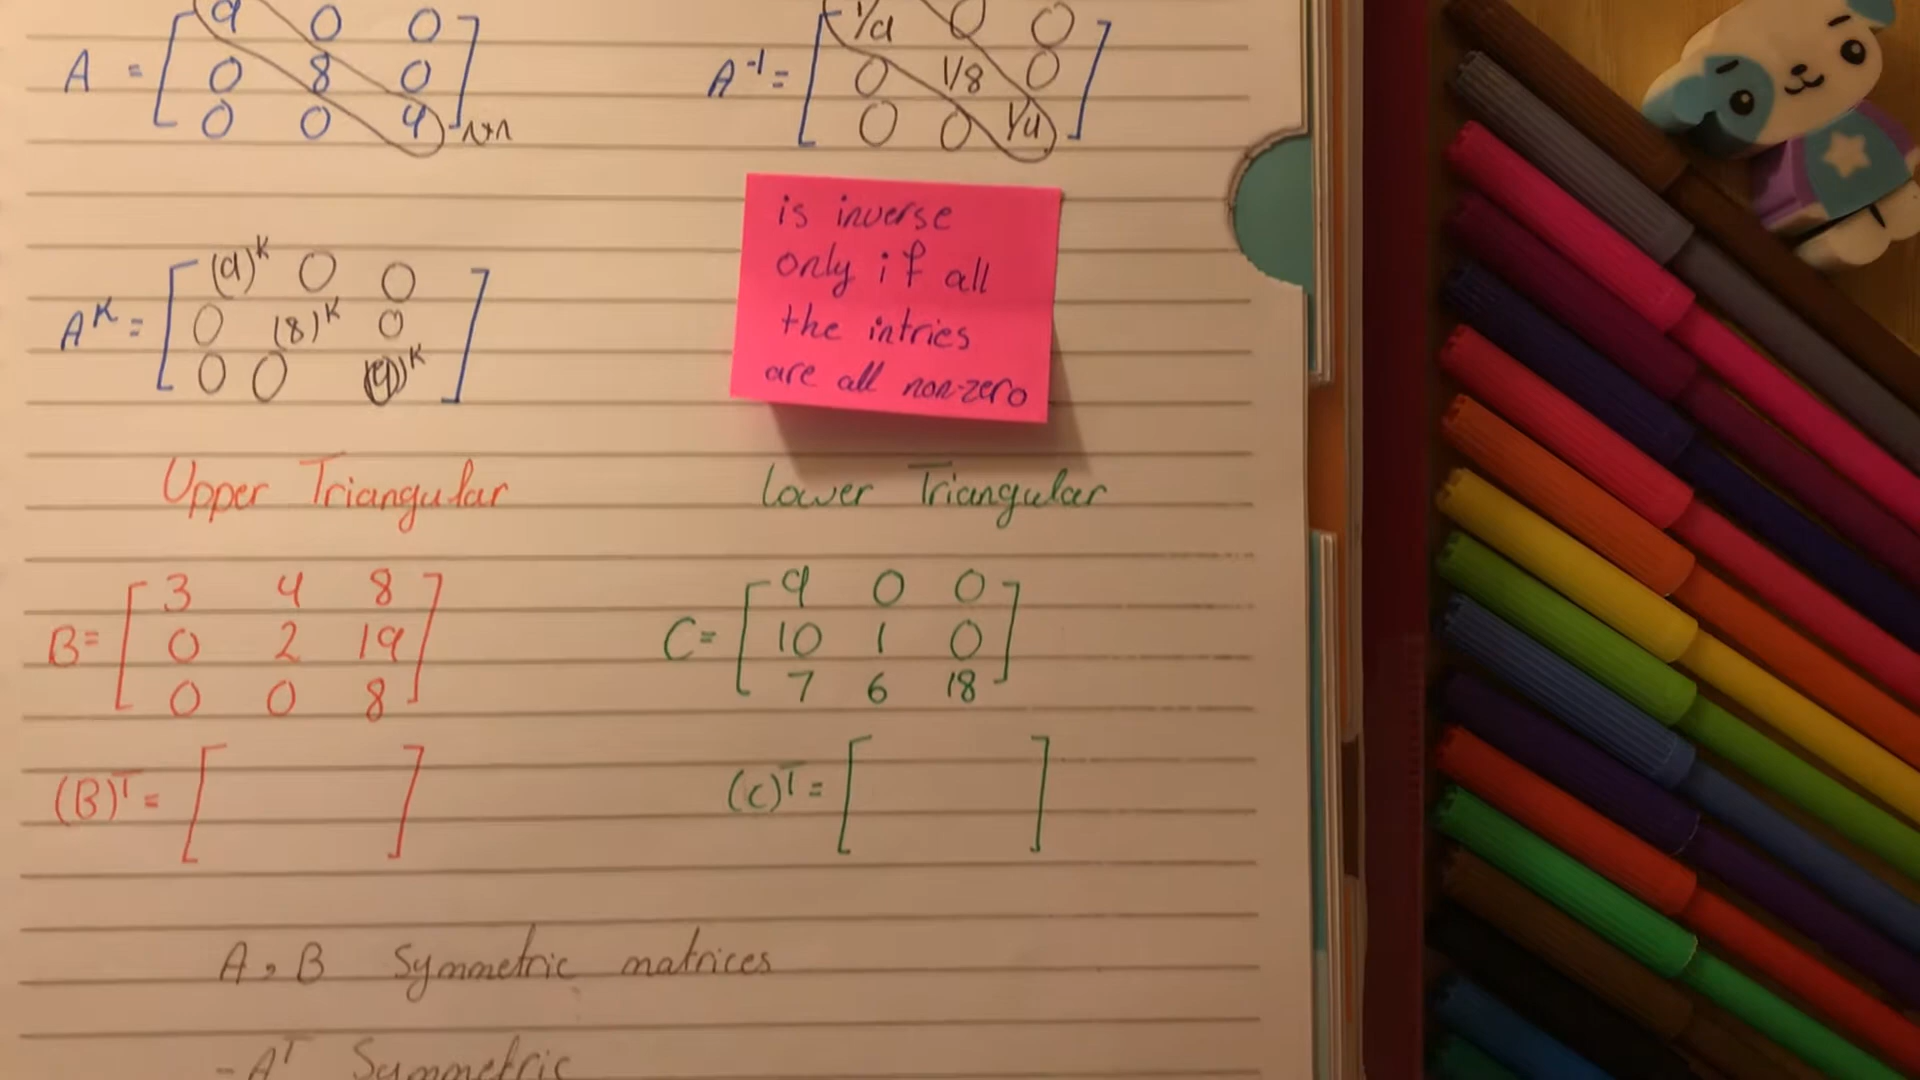 A = [ 9 0 0
0 8 0
0 0 4 ] n×n
A⁻¹ = [ 1/9 0 0
0 1/8 0
0 0 1/4 ]
Aᴷ = [ (9)ᴷ 0 0
0 (8)ᴷ 0
0 0 (4)ᴷ ]
is inverse
only if all
the intries
are all non-zero
Upper Triangular
B = [ 3 4 8
0 2 19
0 0 8 ]
(B)ᵀ = [ ]
Lower Triangular
C = [ 9 0 0
10 1 0
7 6 18 ]
(C)ᵀ = [ ]
A, B Symmetric matrices
- Aᵀ Symmetric